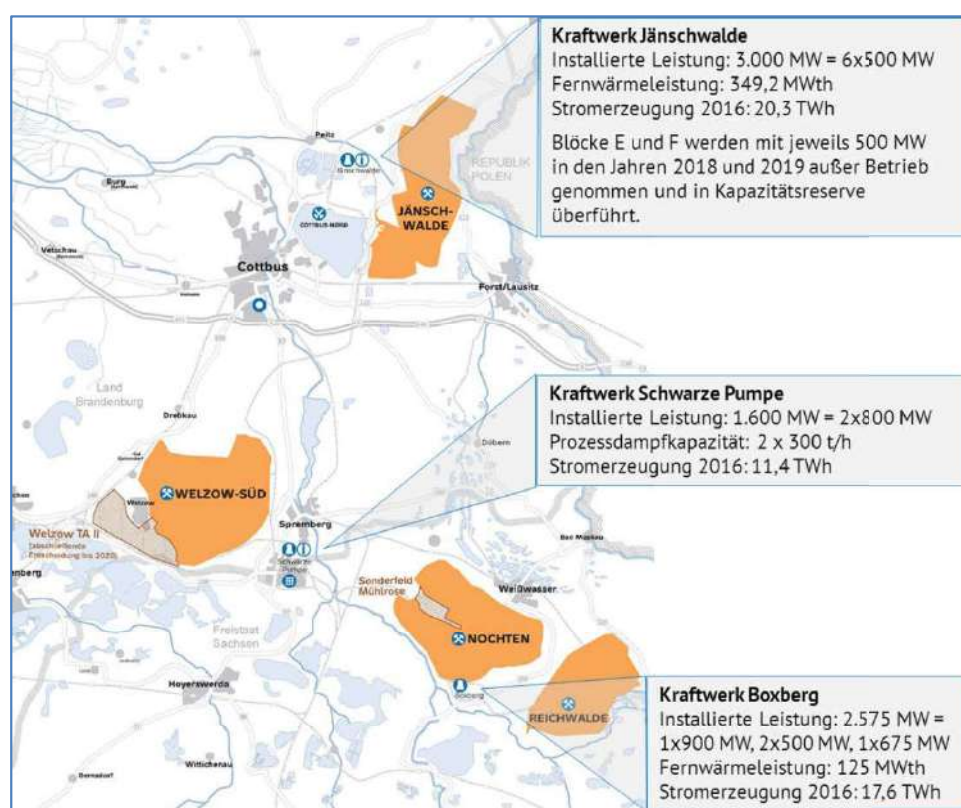 Kraftwerk Jänschwalde
Installierte Leistung: 3.000 MW = 6x500 MW
Fernwärmeleistung: 349,2 MWth
Stromerzeugung 2016: 20,3 TWh
Blöcke E und F werden mit jeweils 500 MW
in den Jahren 2018 und 2019 außer Betrieb
genommen und in Kapazitätsreserve
überführt.
Peitz
Jänschwalde
REPUBLIK
POLEN
Burg
JÄNSCH-
WALDE
COTTBUS-NORD
Vetschau
Cottbus
Forst/Lausitz
Land
Brandenburg
Drebkau
Döbern
Kraftwerk Schwarze Pumpe
Installierte Leistung: 1.600 MW = 2x800 MW
Prozessdampfkapazität: 2 x 300 t/h
Stromerzeugung 2016: 11,4 TWh
WELZOW-SÜD
Welzow
Welzow TA II
Spremberg
Schwarze
Pumpe
Bad Muskau
Sonderfeld
Mühlrose
Weißwasser
Freistaat
Sachsen
NOCHTEN
Hoyerswerda
Boxberg
REICHWALDE
Wittichenau
Bernsdorf
Kraftwerk Boxberg
Installierte Leistung: 2.575 MW =
1x900 MW, 2x500 MW, 1x675 MW
Fernwärmeleistung: 125 MWth
Stromerzeugung 2016: 17,6 TWh